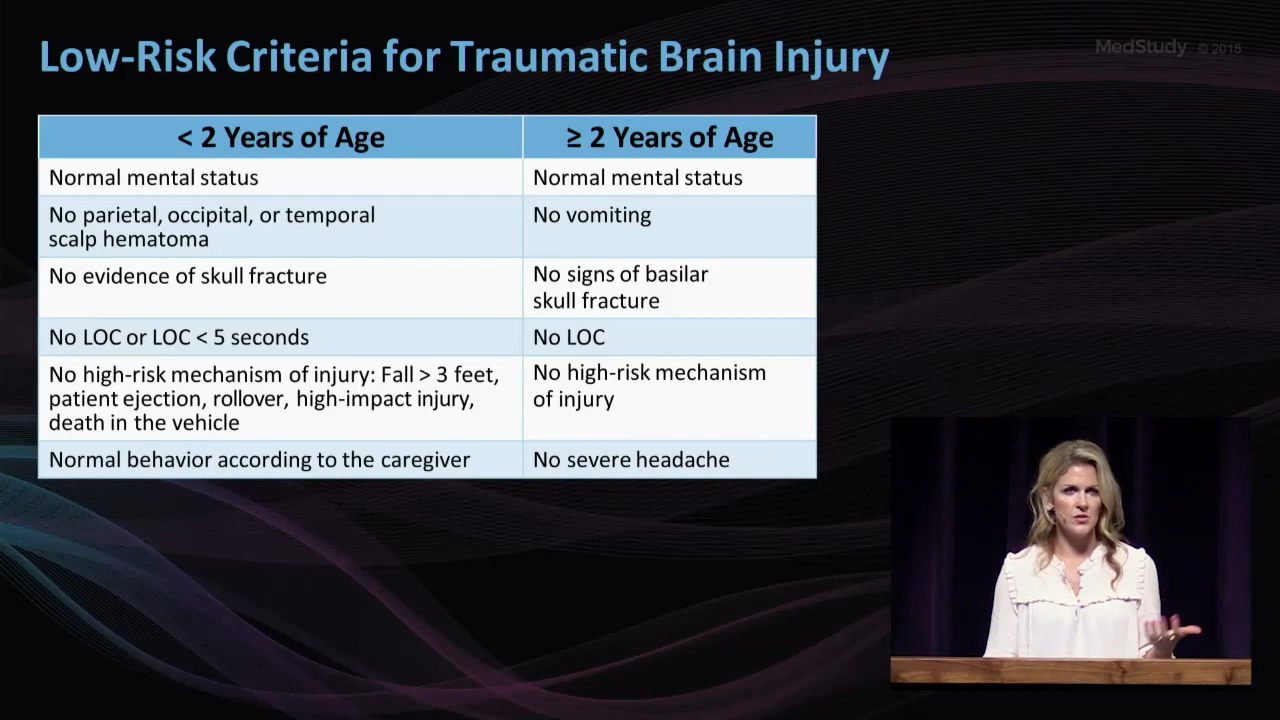 Low-Risk Criteria for Traumatic Brain Injury
MedStudy © 2018
< 2 Years of Age
≥ 2 Years of Age
Normal mental status
Normal mental status
No parietal, occipital, or temporal
scalp hematoma
No vomiting
No evidence of skull fracture
No signs of basilar
skull fracture
No LOC or LOC < 5 seconds
No LOC
No high-risk mechanism of injury: Fall > 3 feet,
patient ejection, rollover, high-impact injury,
death in the vehicle
No high-risk mechanism
of injury
Normal behavior according to the caregiver
No severe headache